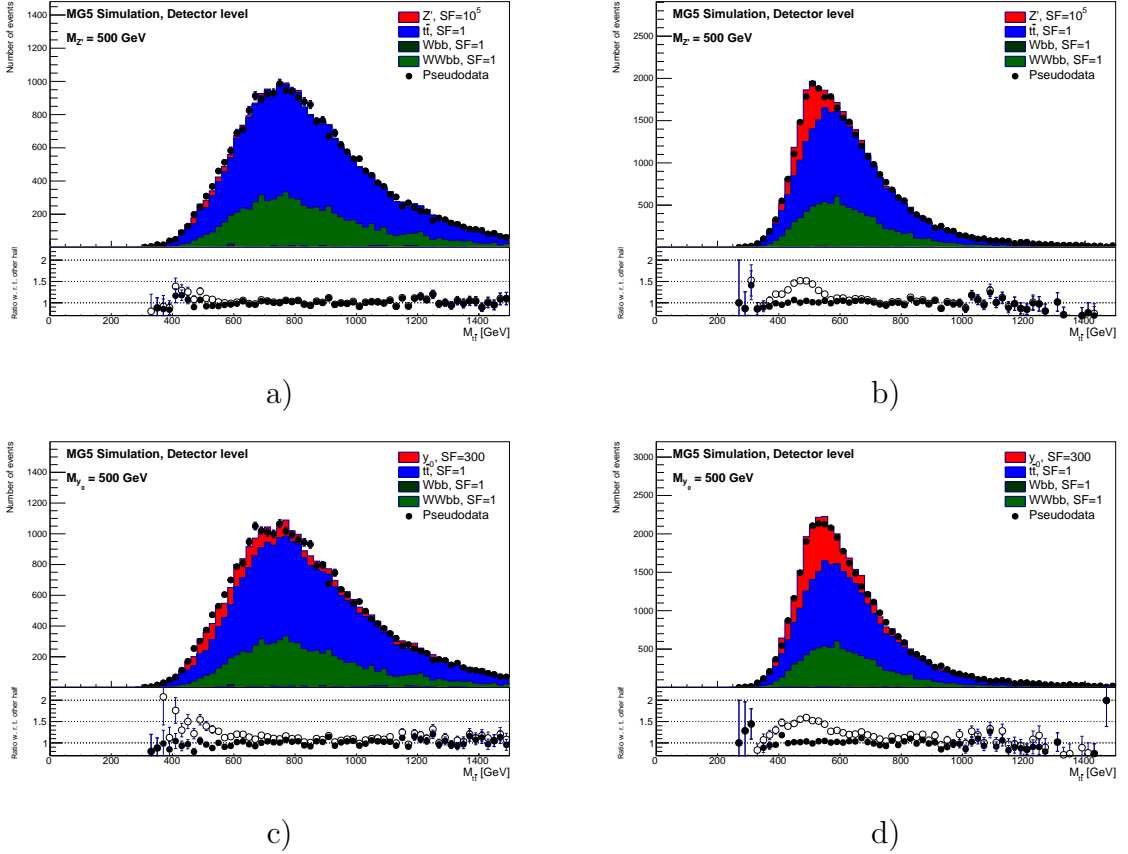 MG5 Simulation, Detector level
M_Z' = 500 GeV
Z', SF=10^5
tt̄, SF=1
Wbb, SF=1
WWbb, SF=1
Pseudodata
Number of events
1400
1200
1000
800
600
400
200
Ratio w. r. t. other half
2
1.5
1
0 200 400 600 800 1000 1200 1400
M_tt̄ [GeV]
a)
MG5 Simulation, Detector level
M_Z' = 500 GeV
Z', SF=10^5
tt̄, SF=1
Wbb, SF=1
WWbb, SF=1
Pseudodata
Number of events
2500
2000
1500
1000
500
Ratio w. r. t. other half
2
1.5
1
0 200 400 600 800 1000 1200 1400
M_tt̄ [GeV]
b)
MG5 Simulation, Detector level
M_y_0 = 500 GeV
y_0, SF=300
tt̄, SF=1
Wbb, SF=1
WWbb, SF=1
Pseudodata
Number of events
1400
1200
1000
800
600
400
200
Ratio w. r. t. other half
2
1.5
1
0 200 400 600 800 1000 1200 1400
M_tt̄ [GeV]
c)
MG5 Simulation, Detector level
M_y_0 = 500 GeV
y_0, SF=300
tt̄, SF=1
Wbb, SF=1
WWbb, SF=1
Pseudodata
Number of events
3000
2500
2000
1500
1000
500
Ratio w. r. t. other half
2
1.5
1
0 200 400 600 800 1000 1200 1400
M_tt̄ [GeV]
d)